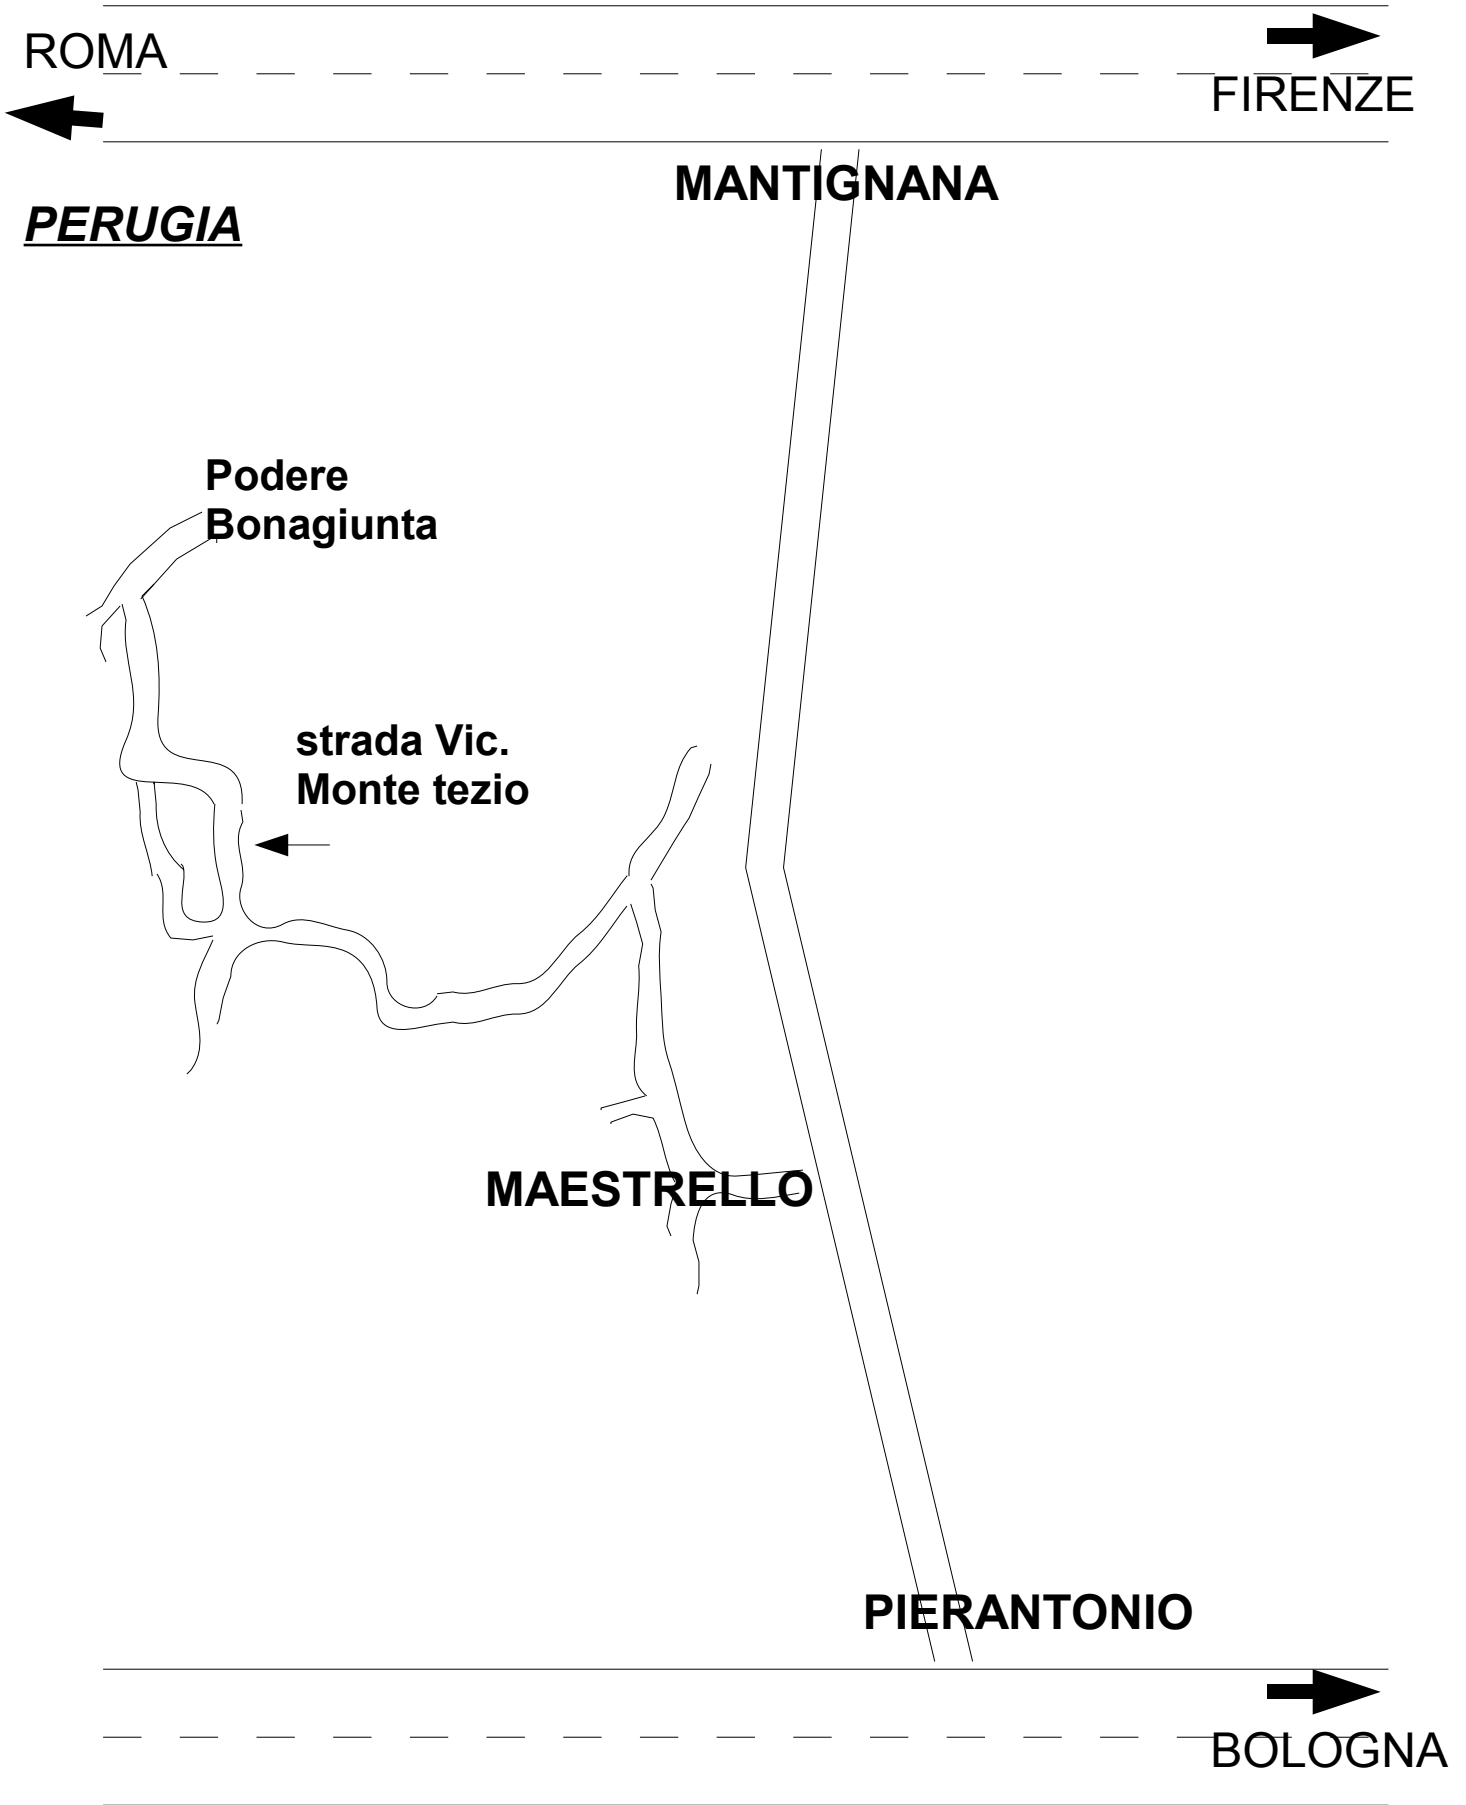 ROMA
FIRENZE
MANTIGNANA
PERUGIA
Podere
Bonagiunta
strada Vic.
Monte tezio
MAESTRELLO
PIERANTONIO
BOLOGNA